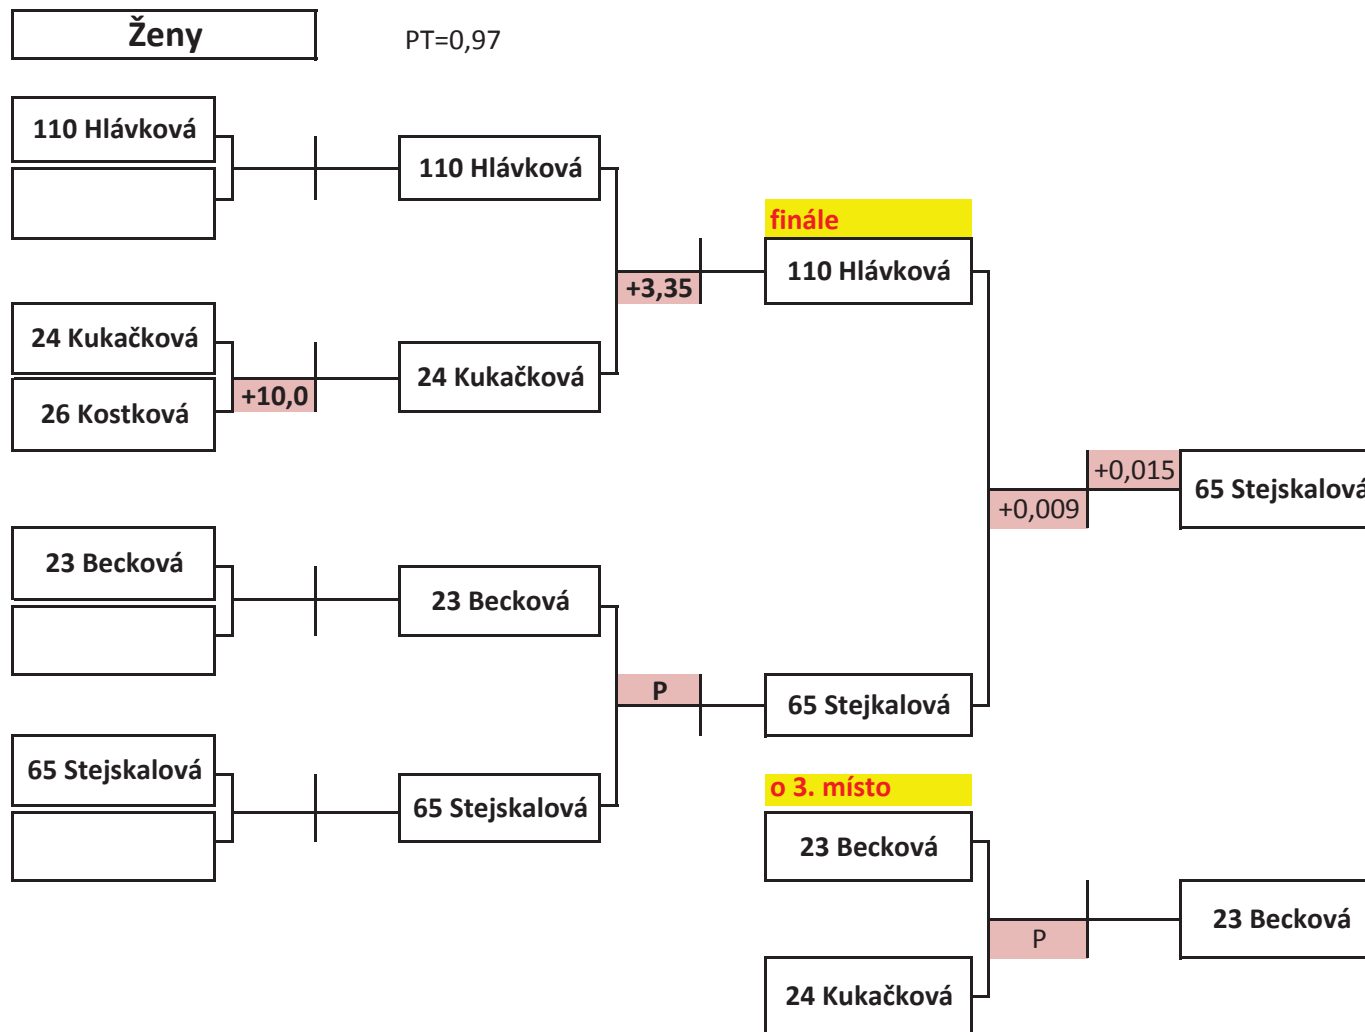 Ženy
PT=0,97
110 Hlávková
24 Kukačková
26 Kostková
+10,0
23 Becková
65 Stejskalová
110 Hlávková
24 Kukačková
+3,35
23 Becková
65 Stejskalová
P
finále
110 Hlávková
65 Stejkalová
+0,009
+0,015
65 Stejskalová
o 3. místo
23 Becková
24 Kukačková
P
23 Becková